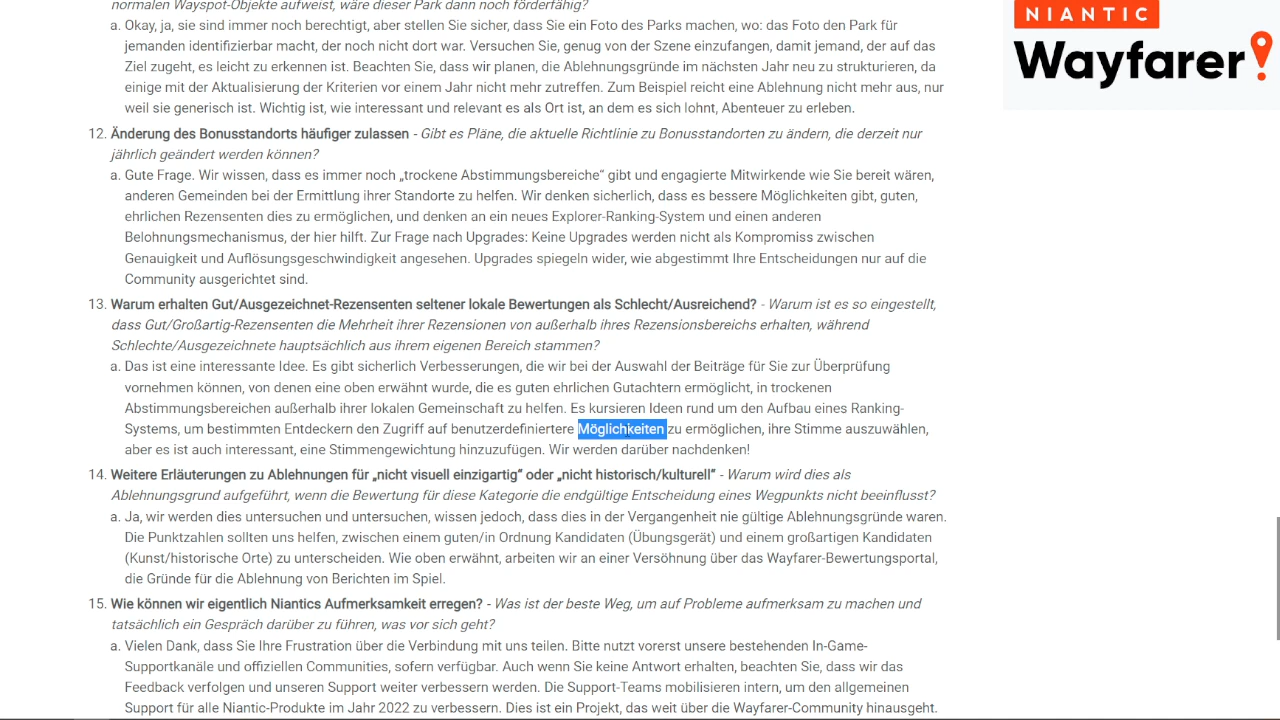 normalen Wayspot-Objekte aufweist, wäre dieser Park dann noch förderfähig?
a. Okay, ja, sie sind immer noch berechtigt, aber stellen Sie sicher, dass Sie ein Foto des Parks machen, wo: das Foto den Park für
jemanden identifizierbar macht, der noch nicht dort war. Versuchen Sie, genug von der Szene einzufangen, damit jemand, der auf das
Ziel zugeht, es leicht zu erkennen ist. Beachten Sie, dass wir planen, die Ablehnungsgründe im nächsten Jahr neu zu strukturieren, da
einige mit der Aktualisierung der Kriterien vor einem Jahr nicht mehr zutreffen. Zum Beispiel reicht eine Ablehnung nicht mehr aus, nur
weil sie generisch ist. Wichtig ist, wie interessant und relevant es als Ort ist, an dem es sich lohnt, Abenteuer zu erleben.
12. Änderung des Bonusstandorts häufiger zulassen - Gibt es Pläne, die aktuelle Richtlinie zu Bonusstandorten zu ändern, die derzeit nur
jährlich geändert werden können?
a. Gute Frage. Wir wissen, dass es immer noch „trockene Abstimmungsbereiche“ gibt und engagierte Mitwirkende wie Sie bereit wären,
anderen Gemeinden bei der Ermittlung ihrer Standorte zu helfen. Wir denken sicherlich, dass es bessere Möglichkeiten gibt, guten,
ehrlichen Rezensenten dies zu ermöglichen, und denken an ein neues Explorer-Ranking-System und einen anderen
Belohnungsmechanismus, der hier hilft. Zur Frage nach Upgrades: Keine Upgrades werden nicht als Kompromiss zwischen
Genauigkeit und Auflösungsgeschwindigkeit angesehen. Upgrades spiegeln wider, wie abgestimmt Ihre Entscheidungen nur auf die
Community ausgerichtet sind.
13. Warum erhalten Gut/Ausgezeichnet-Rezensenten seltener lokale Bewertungen als Schlecht/Ausreichend? - Warum ist es so eingestellt,
dass Gut/Großartig-Rezensenten die Mehrheit ihrer Rezensionen von außerhalb ihres Rezensionsbereichs erhalten, während
Schlechte/Ausgezeichnete hauptsächlich aus ihrem eigenen Bereich stammen?
a. Das ist eine interessante Idee. Es gibt sicherlich Verbesserungen, die wir bei der Auswahl der Beiträge für Sie zur Überprüfung
vornehmen können, von denen eine oben erwähnt wurde, die es guten ehrlichen Gutachtern ermöglicht, in trockenen
Abstimmungsbereichen außerhalb ihrer lokalen Gemeinschaft zu helfen. Es kursieren Ideen rund um den Aufbau eines Ranking-
Systems, um bestimmten Entdeckern den Zugriff auf benutzerdefiniertere Möglichkeiten zu ermöglichen, ihre Stimme auszuwählen,
aber es ist auch interessant, eine Stimmengewichtung hinzuzufügen. Wir werden darüber nachdenken!
14. Weitere Erläuterungen zu Ablehnungen für „nicht visuell einzigartig“ oder „nicht historisch/kulturell“ - Warum wird dies als
Ablehnungsgrund aufgeführt, wenn die Bewertung für diese Kategorie die endgültige Entscheidung eines Wegpunkts nicht beeinflusst?
a. Ja, wir werden dies untersuchen und untersuchen, wissen jedoch, dass dies in der Vergangenheit nie gültige Ablehnungsgründe waren.
Die Punktzahlen sollten uns helfen, zwischen einem guten/in Ordnung Kandidaten (Übungsgerät) und einem großartigen Kandidaten
(Kunst/historische Orte) zu unterscheiden. Wie oben erwähnt, arbeiten wir an einer Versöhnung über das Wayfarer-Bewertungsportal,
die Gründe für die Ablehnung von Berichten im Spiel.
15. Wie können wir eigentlich Niantics Aufmerksamkeit erregen? - Was ist der beste Weg, um auf Probleme aufmerksam zu machen und
tatsächlich ein Gespräch darüber zu führen, was vor sich geht?
a. Vielen Dank, dass Sie Ihre Frustration über die Verbindung mit uns teilen. Bitte nutzt vorerst unsere bestehenden In-Game-
Supportkanäle und offiziellen Communities, sofern verfügbar. Auch wenn Sie keine Antwort erhalten, beachten Sie, dass wir das
Feedback verfolgen und unseren Support weiter verbessern werden. Die Support-Teams mobilisieren intern, um den allgemeinen
Support für alle Niantic-Produkte im Jahr 2022 zu verbessern. Dies ist ein Projekt, das weit über die Wayfarer-Community hinausgeht.
NIANTIC
Wayfarer!